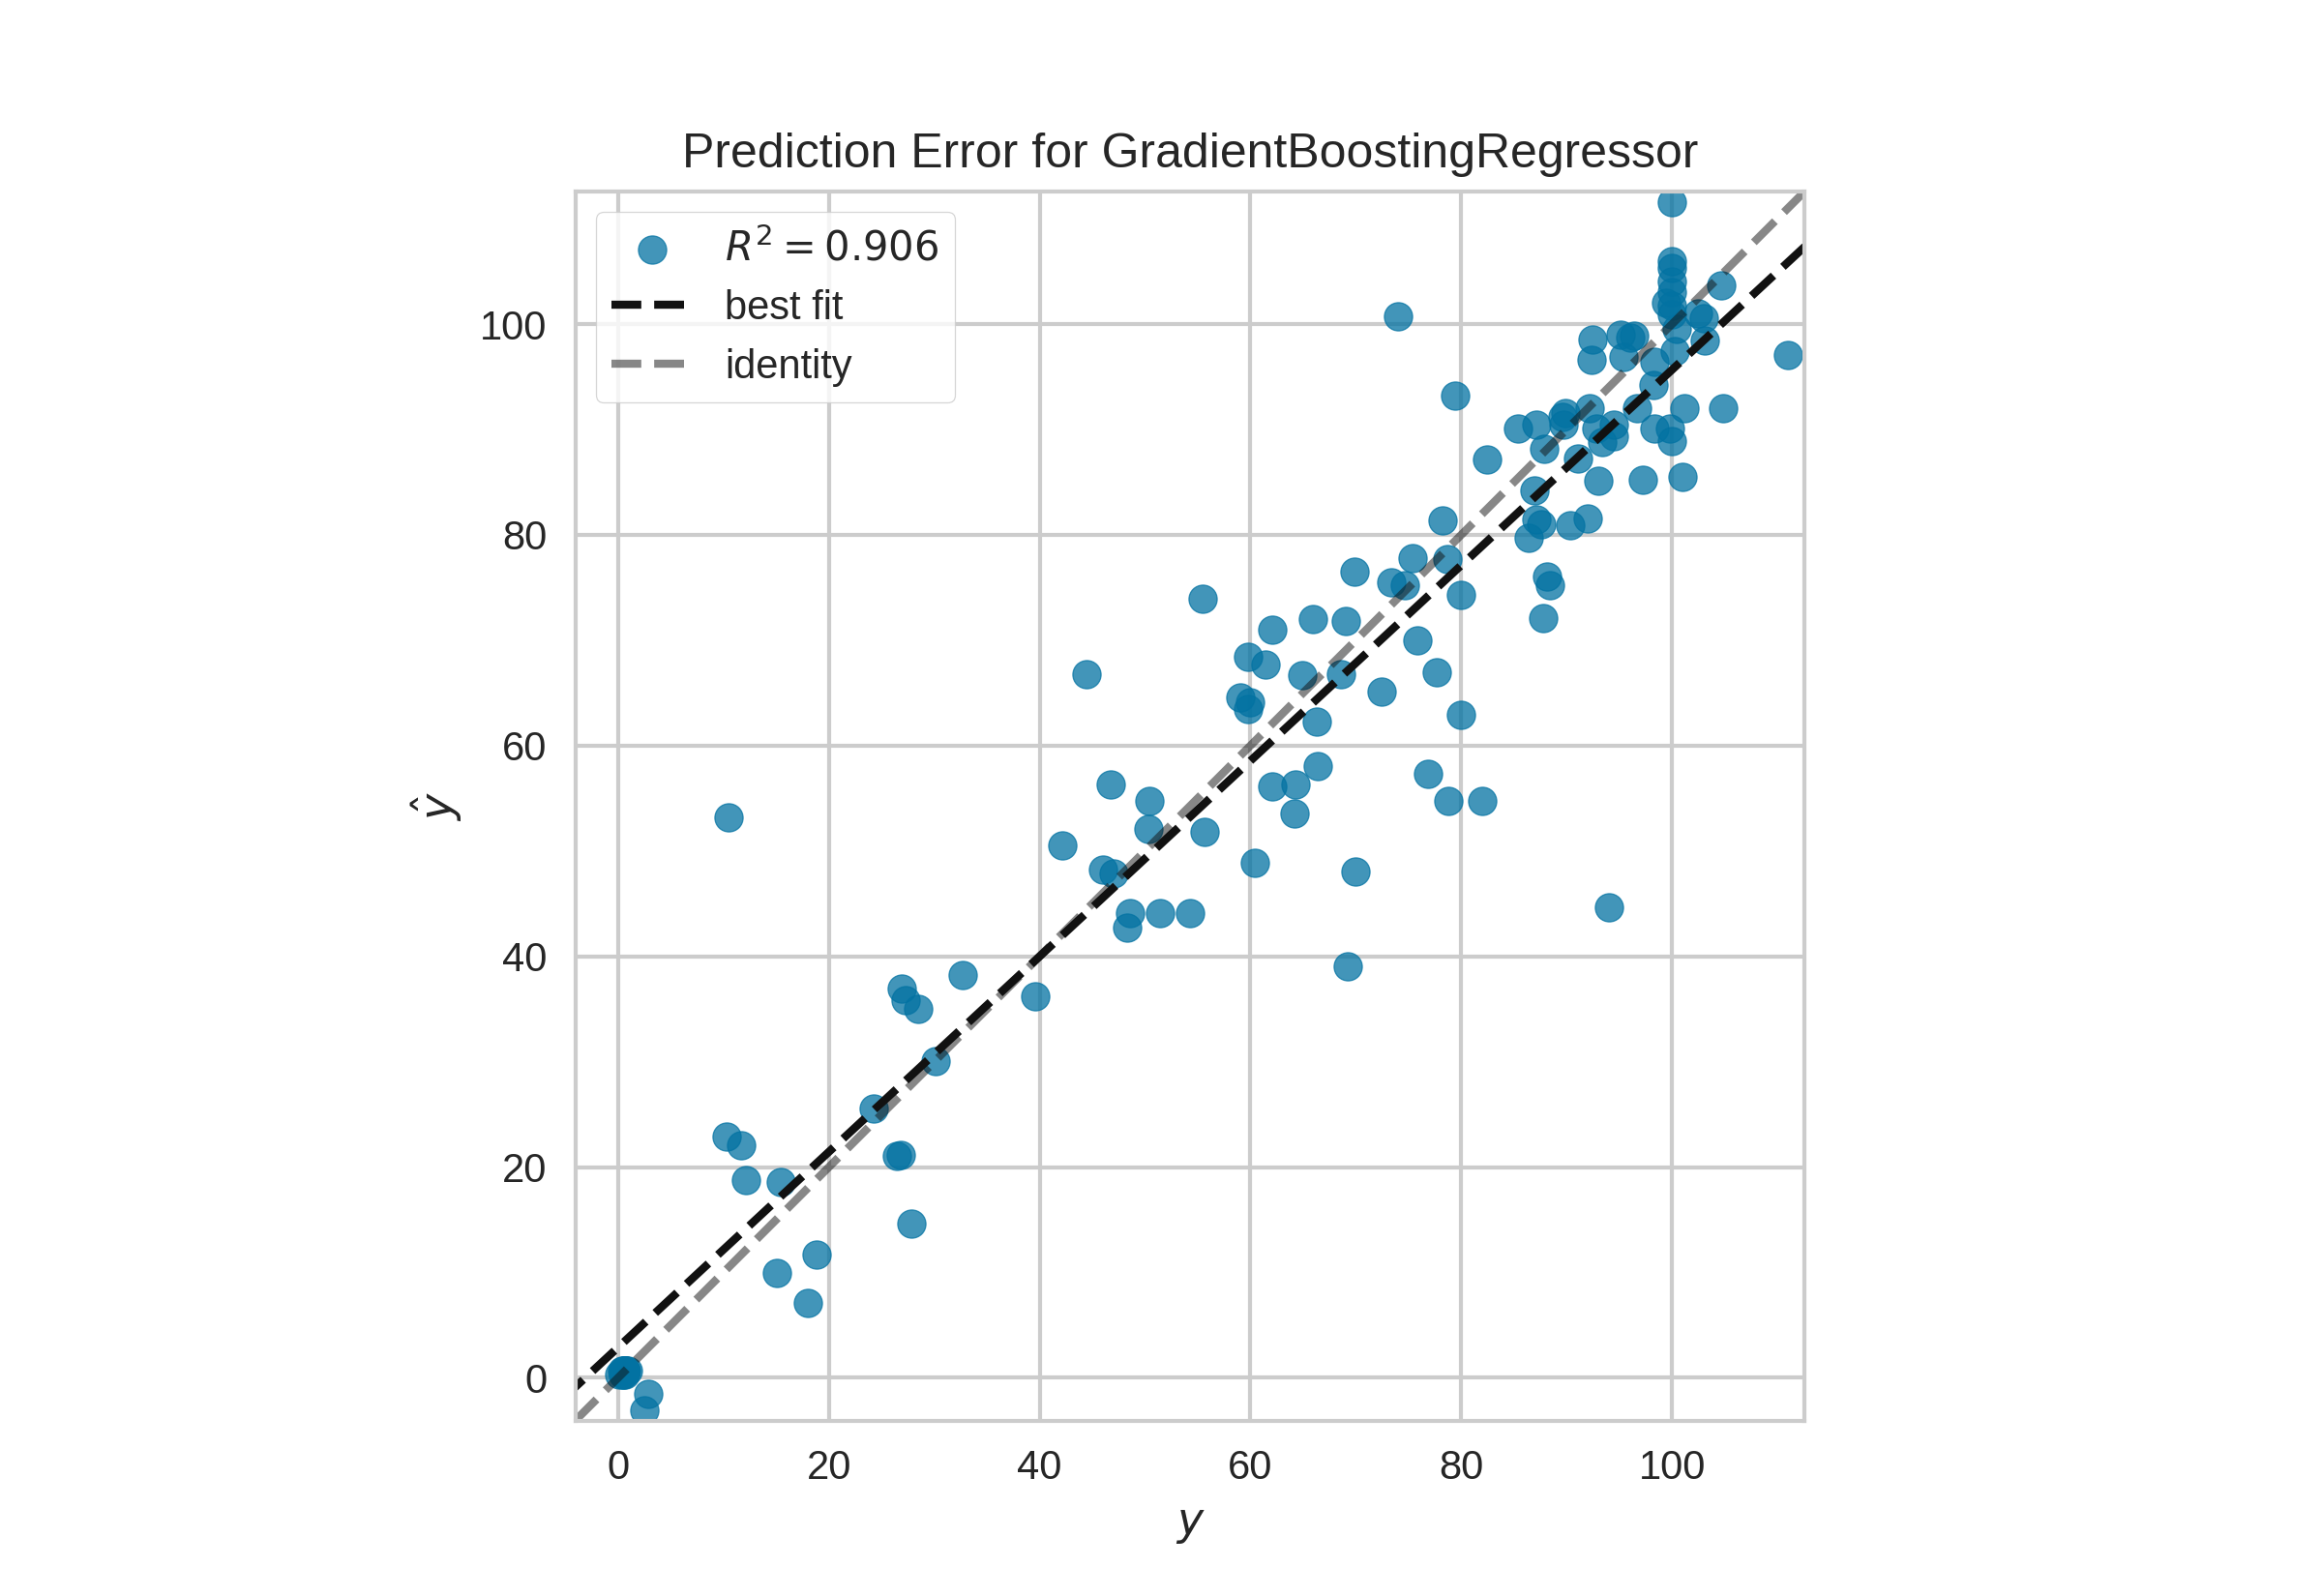 Prediction Error for GradientBoostingRegressor
R² = 0.906
best fit
identity
100
80
60
40
20
0
ŷ
0 20 40 60 80 100
y